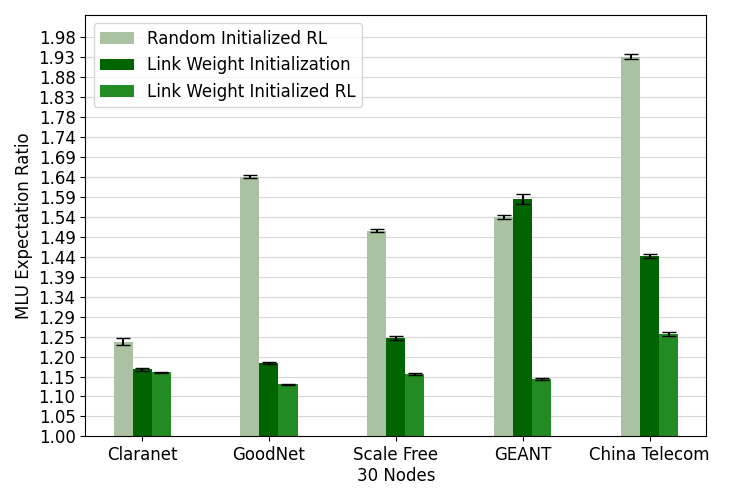 Random Initialized RL
Link Weight Initialization
Link Weight Initialized RL
MLU Expectation Ratio
1.98
1.93
1.88
1.83
1.78
1.74
1.69
1.64
1.59
1.54
1.49
1.44
1.39
1.34
1.29
1.25
1.20
1.15
1.10
1.05
1.00
Claranet
GoodNet
Scale Free
30 Nodes
GEANT
China Telecom